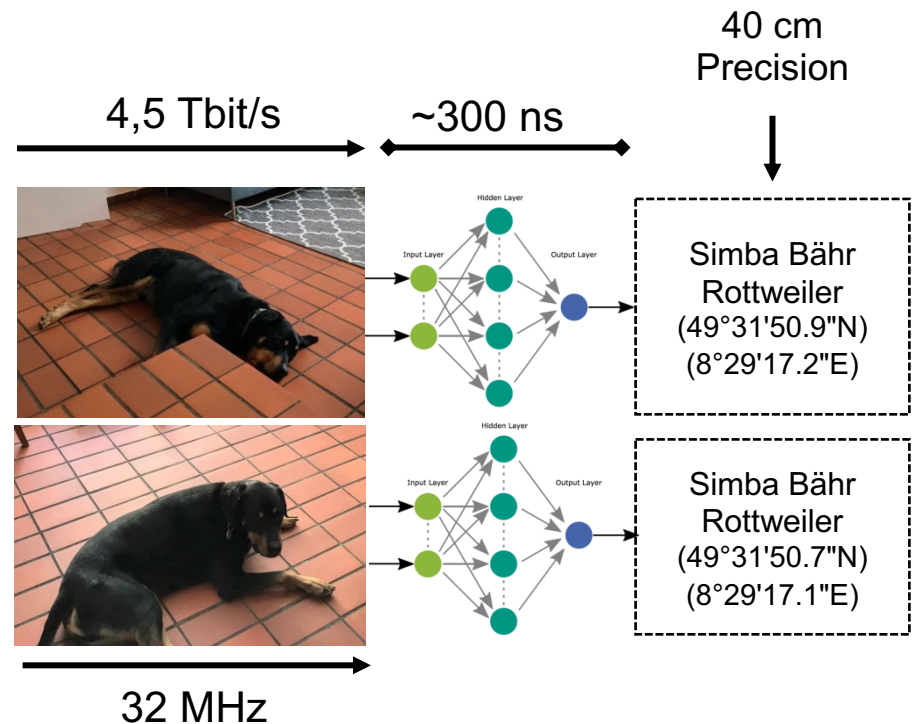 40 cm
Precision
4,5 Tbit/s
~300 ns
Hidden Layer
Input Layer
Output Layer
Simba Bähr
Rottweiler
(49°31'50.9"N)
(8°29'17.2"E)
Hidden Layer
Input Layer
Output Layer
Simba Bähr
Rottweiler
(49°31'50.7"N)
(8°29'17.1"E)
32 MHz